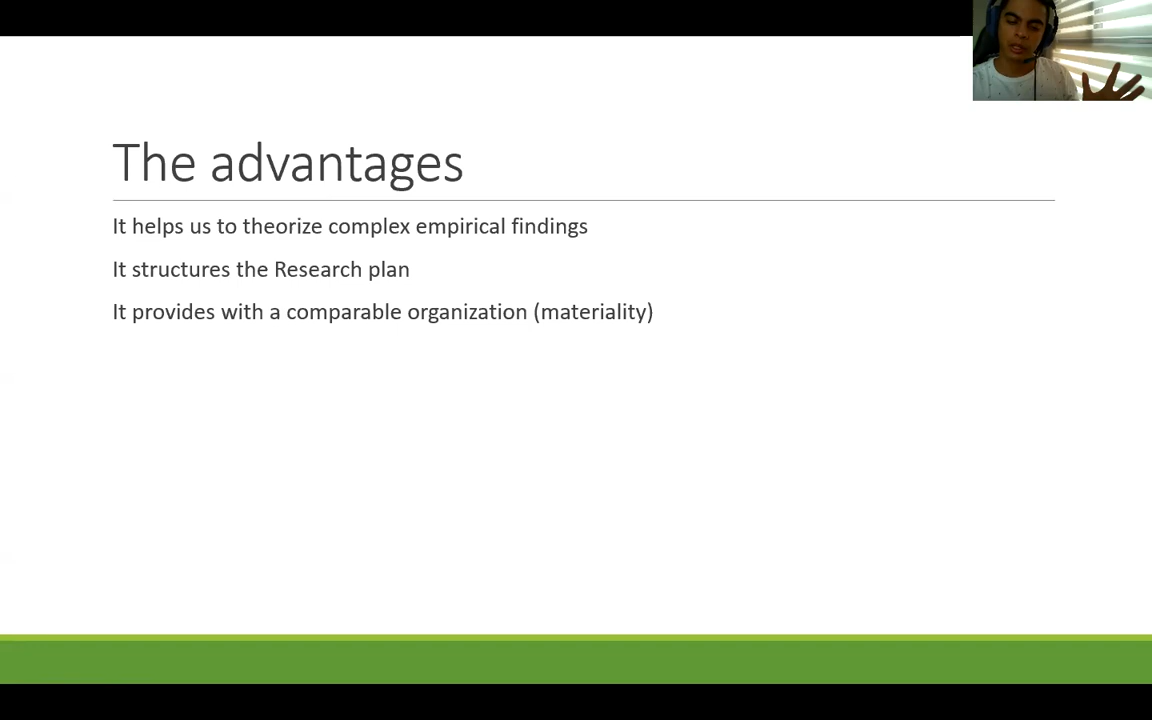 The advantages
It helps us to theorize complex empirical findings
It structures the Research plan
It provides with a comparable organization (materiality)